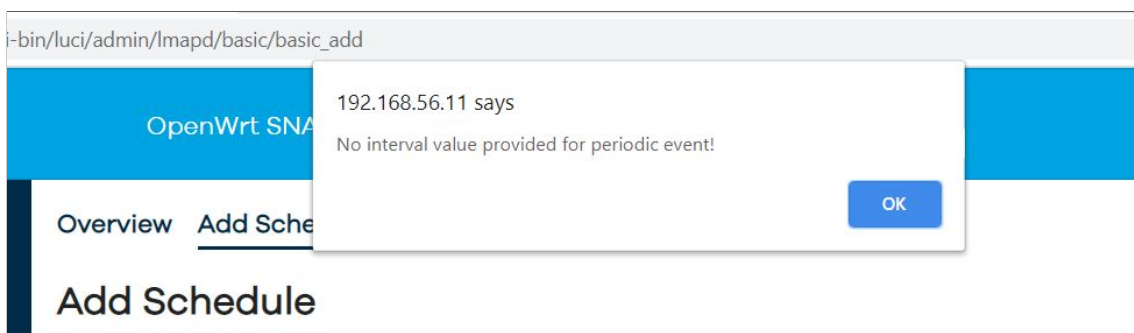 i-bin/luci/admin/lmapd/basic/basic_add
192.168.56.11 says
OpenWrt SNA
No interval value provided for periodic event!
OK
Overview Add Sche
Add Schedule